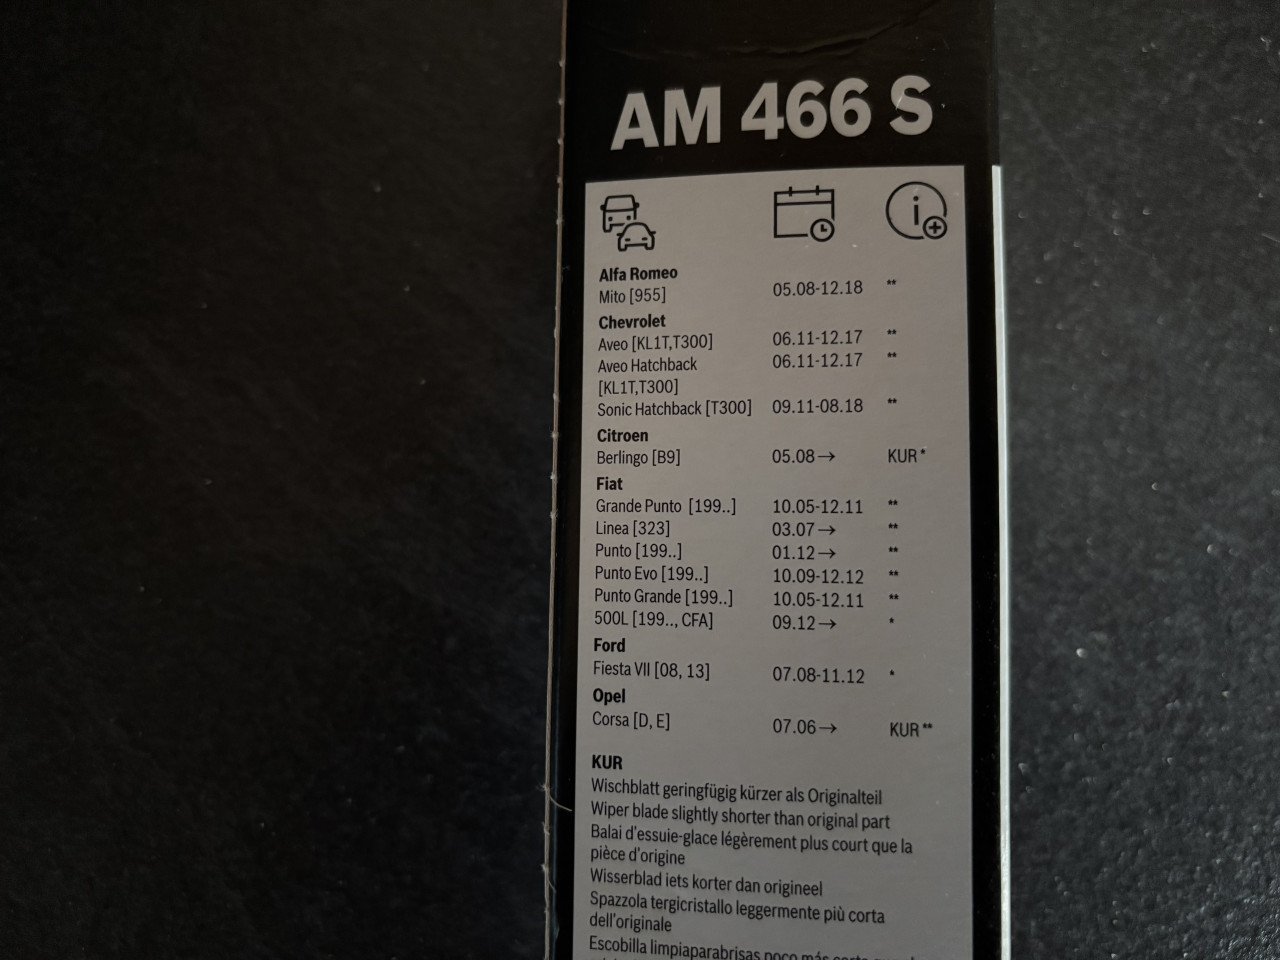 AM 466 S
Alfa Romeo
Mito [955] 05.08-12.18 **
Chevrolet
Aveo [KL1T,T300] 06.11-12.17 **
Aveo Hatchback 06.11-12.17 **
[KL1T,T300]
Sonic Hatchback [T300] 09.11-08.18 **
Citroen
Berlingo [B9] 05.08→ KUR *
Fiat
Grande Punto [199..] 10.05-12.11 **
Linea [323] 03.07→ **
Punto [199..] 01.12→ **
Punto Evo [199..] 10.09-12.12 **
Punto Grande [199..] 10.05-12.11 **
500L [199.., CFA] 09.12→ *
Ford
Fiesta VII [08, 13] 07.08-11.12 *
Opel
Corsa [D, E] 07.06→ KUR **
KUR
Wischblatt geringfügig kürzer als Originalteil
Wiper blade slightly shorter than original part
Balai d'essuie-glace légèrement plus court que la
pièce d'origine
Wisserblad iets korter dan origineel
Spazzola tergicristallo leggermente più corta
dell'originale
Escobilla limpiaparabrisas poco más corta